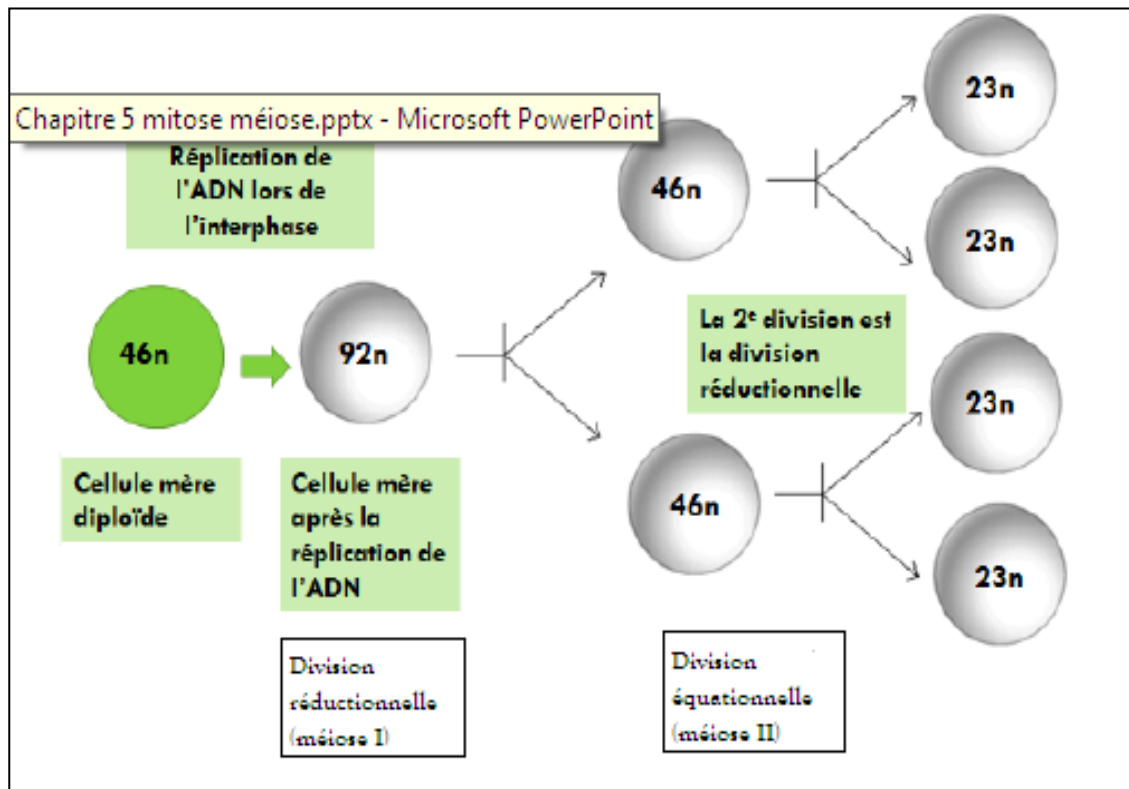 Chapitre 5 mitose méiose.pptx - Microsoft PowerPoint
Réplication de
l'ADN lors de
l'interphase
46n
92n
46n
46n
23n
23n
23n
23n
La 2e division est
la division
réductionnelle
Cellule mère
diploïde
Cellule mère
après la
réplication de
l'ADN
Division
réductionnelle
(méiose I)
Division
équationnelle
(méiose II)